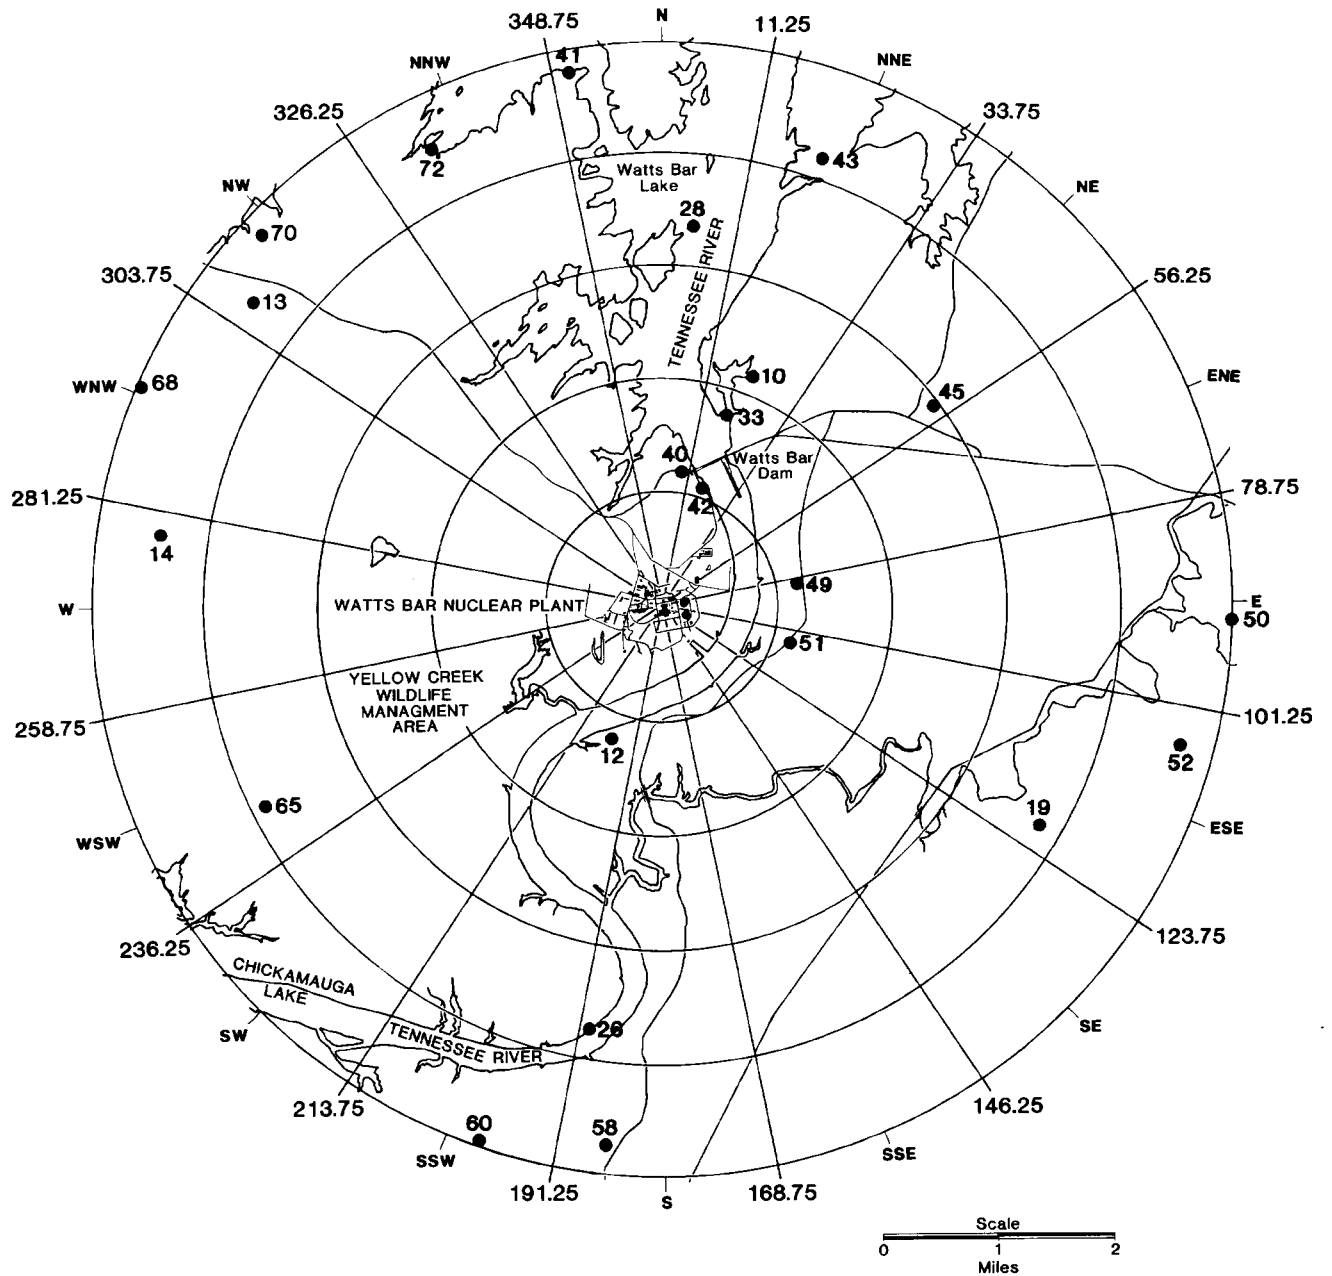 N
348.75
11.25
41
NNW
NNE
326.25
33.75
72
43
Watts Bar
Lake
NW
NE
28
70
TENNESSEE RIVER
303.75
56.25
13
WNW
68
10
ENE
45
33
40
Watts Bar
Dam
42
281.25
78.75
14
49
W
WATTS BAR NUCLEAR PLANT
E
50
51
YELLOW CREEK
WILDLIFE
MANAGMENT
AREA
258.75
101.25
12
52
65
19
WSW
ESE
236.25
123.75
CHICKAMAUGA
LAKE
SW
TENNESSEE RIVER
26
SE
213.75
146.25
60
58
SSW
SSE
191.25
S
168.75
Scale
0 1 2
Miles